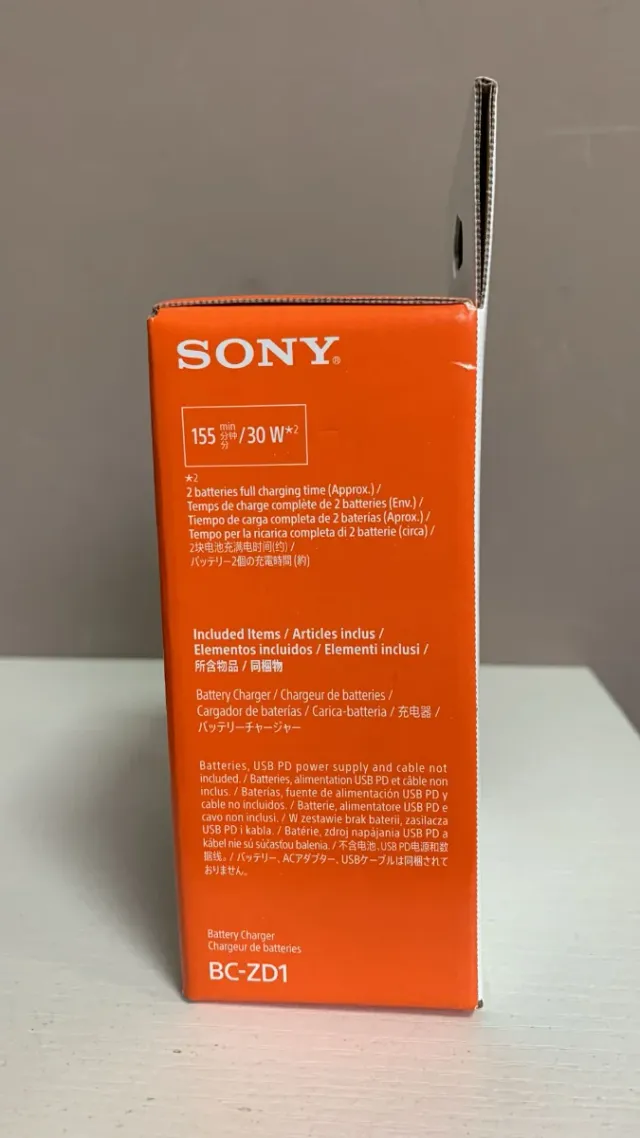 SONY®
155 min 分钟 分 /30 W*2
*2
2 batteries full charging time (Approx.) /
Temps de charge complète de 2 batteries (Env.) /
Tiempo de carga completa de 2 baterías (Aprox.) /
Tempo per la ricarica completa di 2 batterie (circa) /
2块电池充满电时间(约) /
バッテリー2個の充電時間 (約)
Included Items / Articles inclus /
Elementos incluidos / Elementi inclusi /
所含物品 / 同梱物
Battery Charger / Chargeur de batteries /
Cargador de baterías / Carica-batteria / 充电器 /
バッテリーチャージャー
Batteries, USB PD power supply and cable not
included. / Batteries, alimentation USB PD et câble non
inclus. / Baterías, fuente de alimentación USB PD y
cable no incluidos. / Batterie, alimentatore USB PD e
cavo non inclusi. / W zestawie brak baterii, zasilacza
USB PD i kabla. / Batérie, zdroj napájania USB PD a
kábel nie sú súčasťou balenia. / 不含电池、USB PD电源和数
据线。 / バッテリー、ACアダプター、USBケーブルは同梱されて
おりません。
Battery Charger
Chargeur de batteries
BC-ZD1